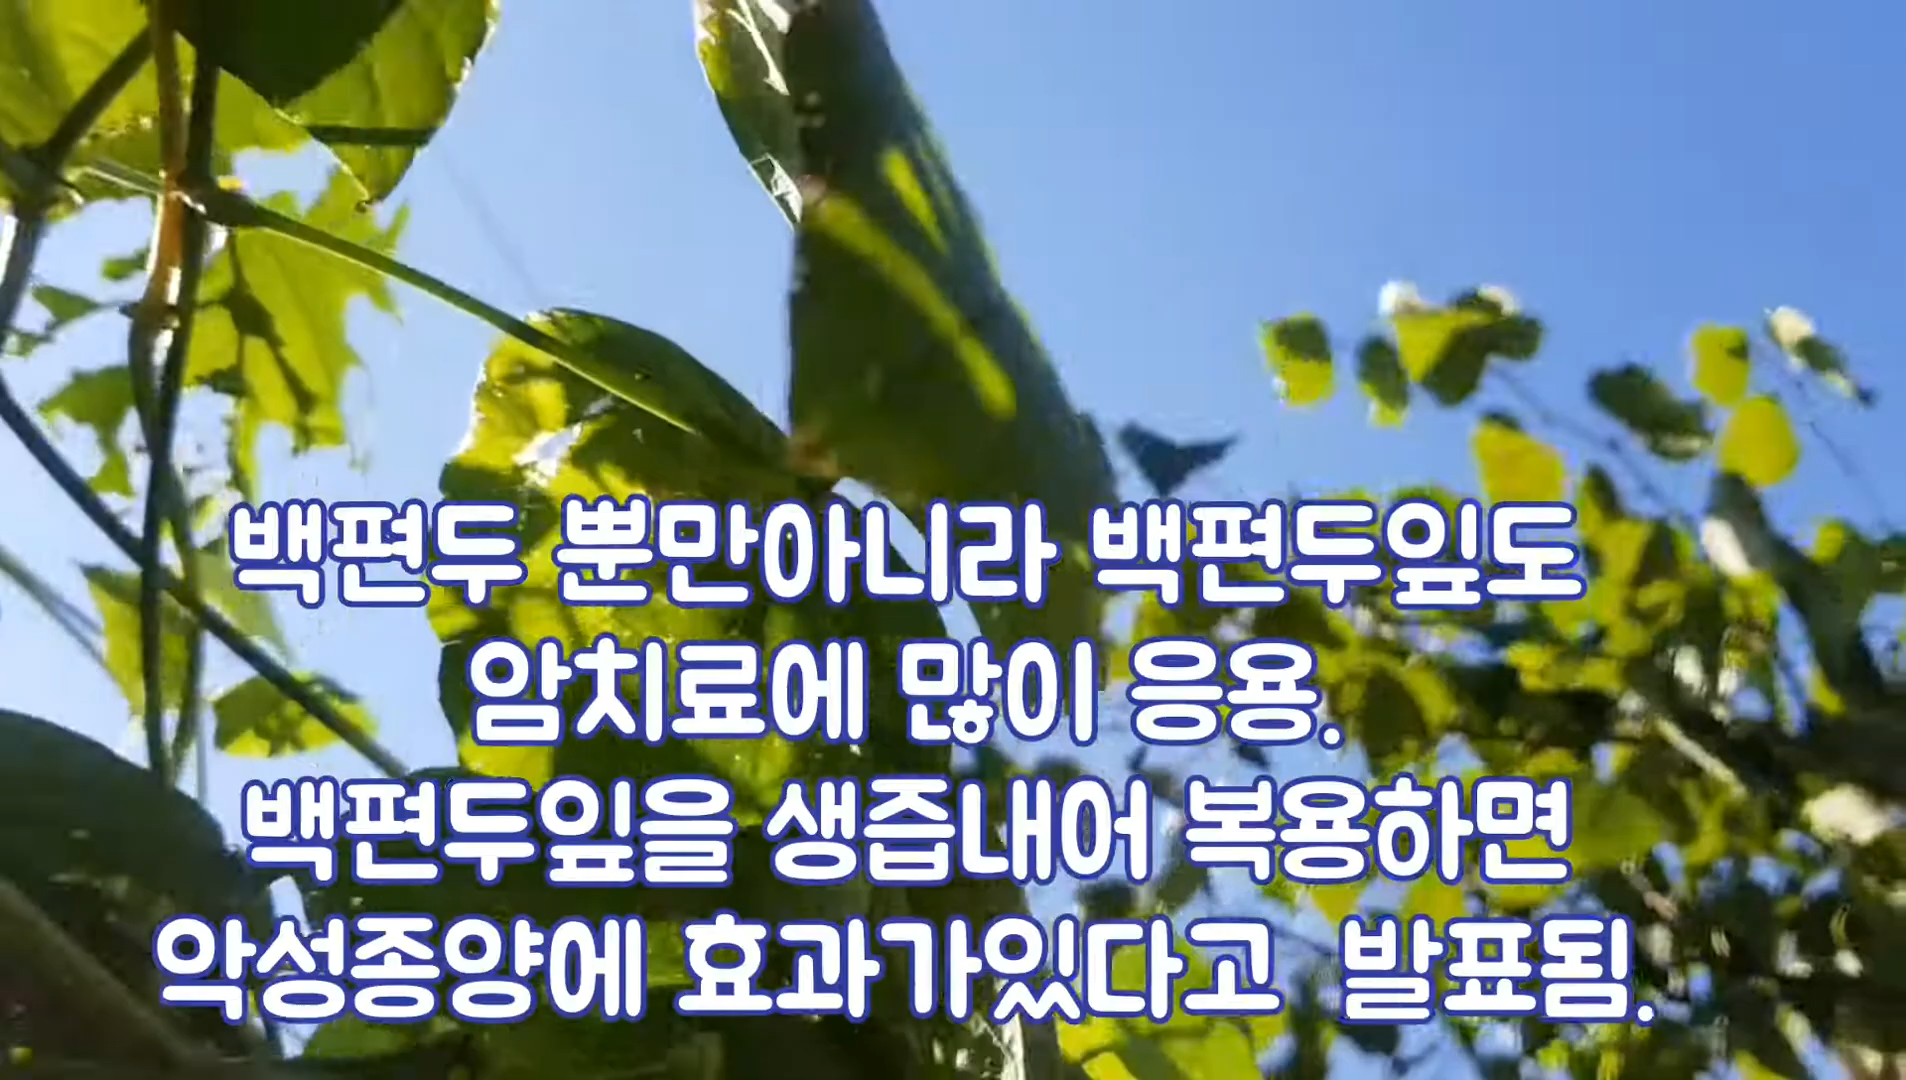 백편두 뿐만아니라 백편두잎도
암치료에 많이 응용.
백편두잎을 생즙내어 복용하면
악성종양에 효과가있다고 발표됨.